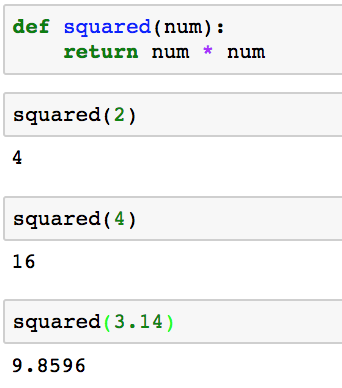 def squared(num):
    return num * num
squared(2)
4
squared(4)
16
squared(3.14)
9.8596